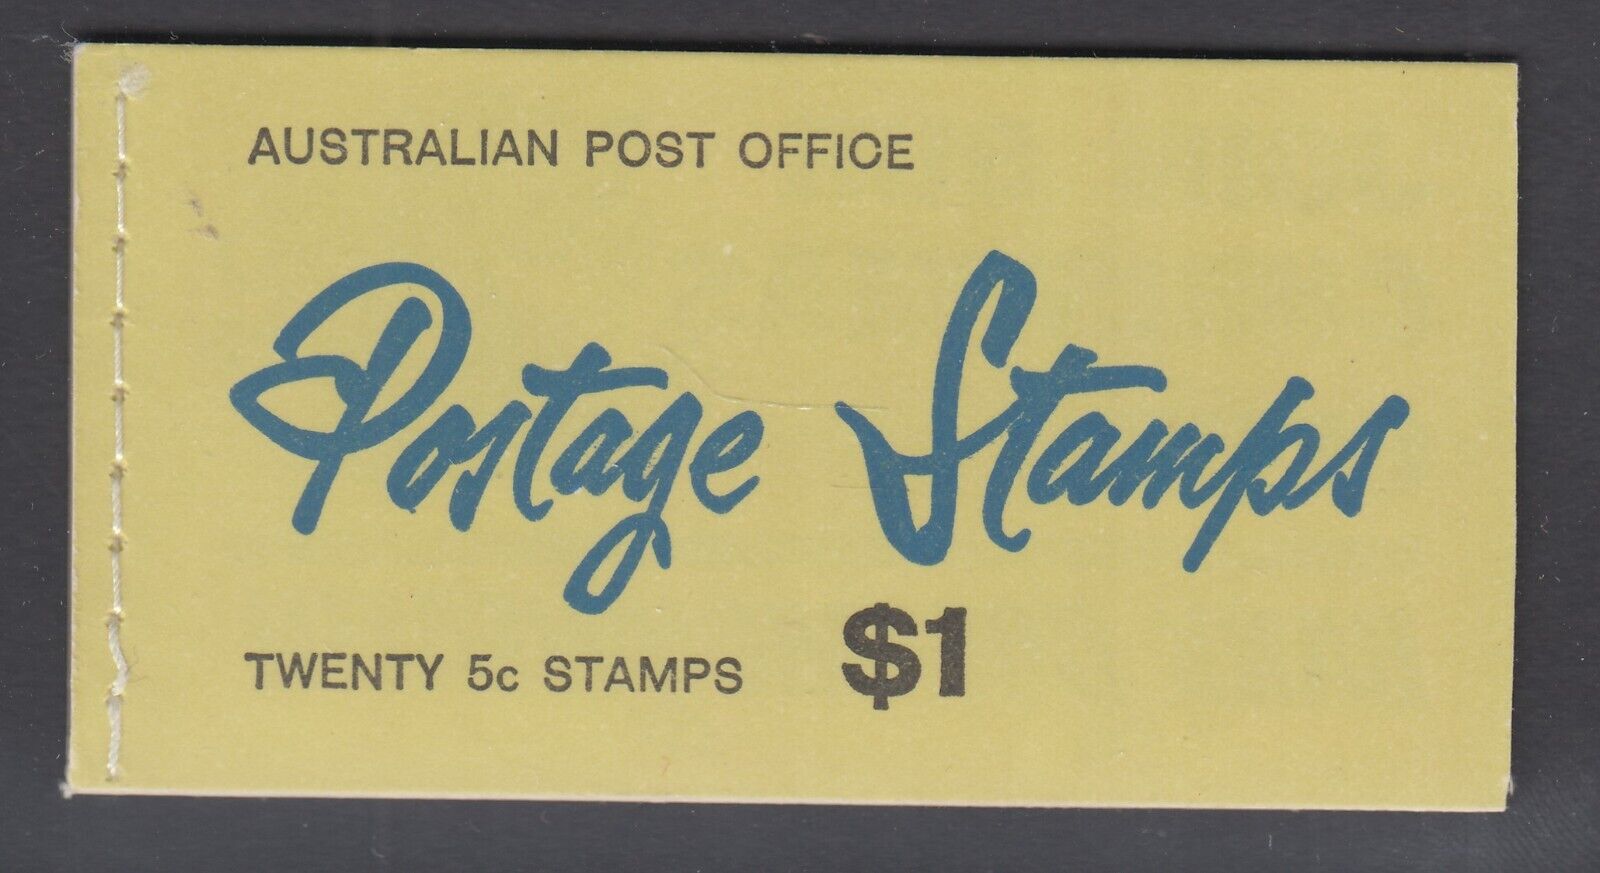 AUSTRALIAN POST OFFICE
Postage Stamps
TWENTY 5c STAMPS $1